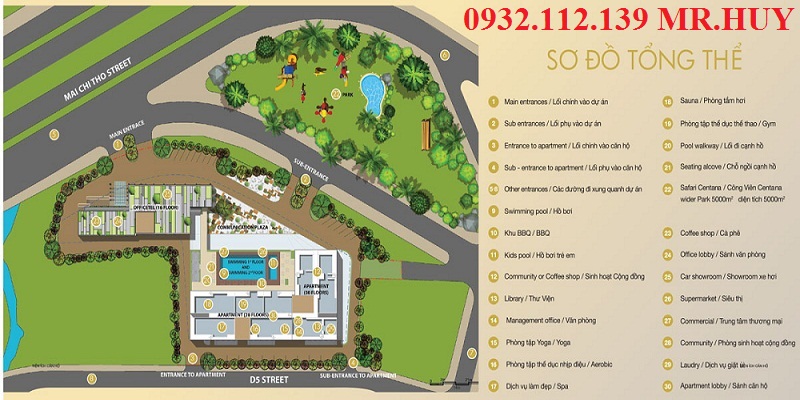 0932.112.139 MR.HUY
SƠ ĐỒ TỔNG THỂ
MAI CHI THO STREET
MAIN ENTRACE
SUB-ENTRANCE
PARK
OFFICETEL (16 FLOOR)
COMMUNICATION PLAZA
SWIMMING 1ST FLOOR
AND
SWIMMING 2ND FLOOR
APARTMENT
APARTMENT
ENTRANCE TO APARTMENT
D5 STREET
SUB-ENTRANCE TO APARTMENT
1 Main entrances / Lối chính vào dự án
2 Sub entrances / Lối phụ vào dự án
3 Entrance to apartment / Lối chính vào căn hộ
4 Sub - entrance to apartment / Lối phụ vào căn hộ
5-8 Other entrances / Các đường đi xung quanh dự án
9 Swimming pool / Hồ bơi
10 Khu BBQ / BBQ
11 Kids pool / Hồ bơi trẻ em
12 Community or Coffee shop / Sinh hoạt Cộng đồng
13 Library / Thư Viện
14 Management office / Văn phòng
15 Phòng tập Yoga / Yoga
16 Phòng tập thể dục nhịp điệu / Aerobic
17 Dịch vụ làm đẹp / Spa
18 Sauna / Phòng tắm hơi
19 Phòng tập thể dục thể thao / Gym
20 Pool walkway / Lối đi cạnh hồ
21 Seating alcove / Chỗ ngồi cạnh hồ
22 Safari Centana / Công Viên Centana
wider Park 5000m² diện tích 5000m²
23 Coffee shop / Cà phê
24 Office lobby / Sảnh văn phòng
25 Car showroom / Showroom xe hơi
26 Supermarket / Siêu thị
27 Commercial / Trung tâm thương mại
28 Community / Phòng sinh hoạt cộng đồng
29 Laudry / Dịch vụ giặt
30 Apartment lobby / Sảnh căn hộ